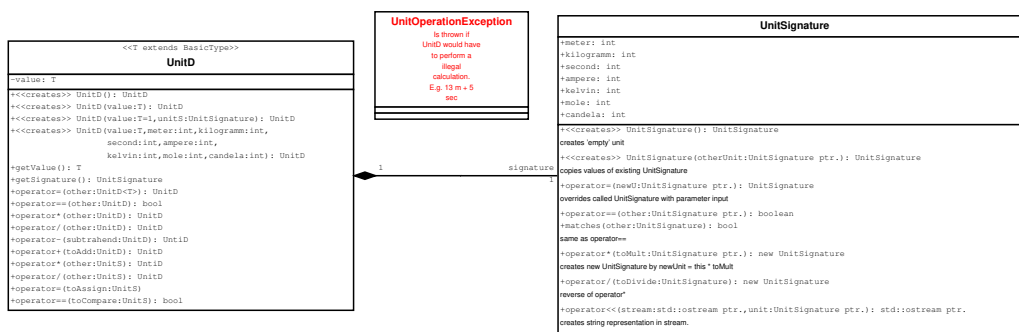 <<T extends BasicType>>
UnitD
-value: T
+<<creates>> UnitD(): UnitD
+<<creates>> UnitD(value:T): UnitD
+<<creates>> UnitD(value:T=1,unitS:UnitSignature): UnitD
+<<creates>> UnitD(value:T,meter:int,kilogramm:int,
second:int,ampere:int,
kelvin:int,mole:int,candela:int): UnitD
+getValue(): T
+getSignature(): UnitSignature
+operator=(other:UnitD<T>): UnitD
+operator==(other:UnitD): bool
+operator*(other:UnitD): UnitD
+operator/(other:UnitD): UnitD
+operator-(subtrahend:UnitD): UntiD
+operator+(toAdd:UnitD): UnitD
+operator*(other:UnitS): UntiD
+operator/(other:UnitS): UnitD
+operator=(toAssign:UnitS)
+operator==(toCompare:UnitS): bool
UnitOperationException
Is thrown if
UnitD would have
to perform a
illegal
calculation.
E.g. 13 m + 5
sec
1
signature
1
UnitSignature
+meter: int
+kilogramm: int
+second: int
+ampere: int
+kelvin: int
+mole: int
+candela: int
+<<creates>> UnitSignature(): UnitSignature
creates 'empty' unit
+<<creates>> UnitSignature(otherUnit:UnitSignature ptr.): UnitSignature
copies values of existing UnitSignature
+operator=(newU:UnitSignature ptr.): UnitSignature
overrides called UnitSignature with parameter input
+operator==(other:UnitSignature ptr.): boolean
+matches(other:UnitSignature): bool
same as operator==
+operator*(toMult:UnitSignature ptr.): new UnitSignature
creates new UnitSignature by newUnit = this * toMult
+operator/(toDivide:UnitSignature): new UnitSignature
reverse of operator*
+operator<<(stream:std::ostream ptr.,unit:UnitSignature ptr.): std::ostream ptr.
creates string representation in stream.